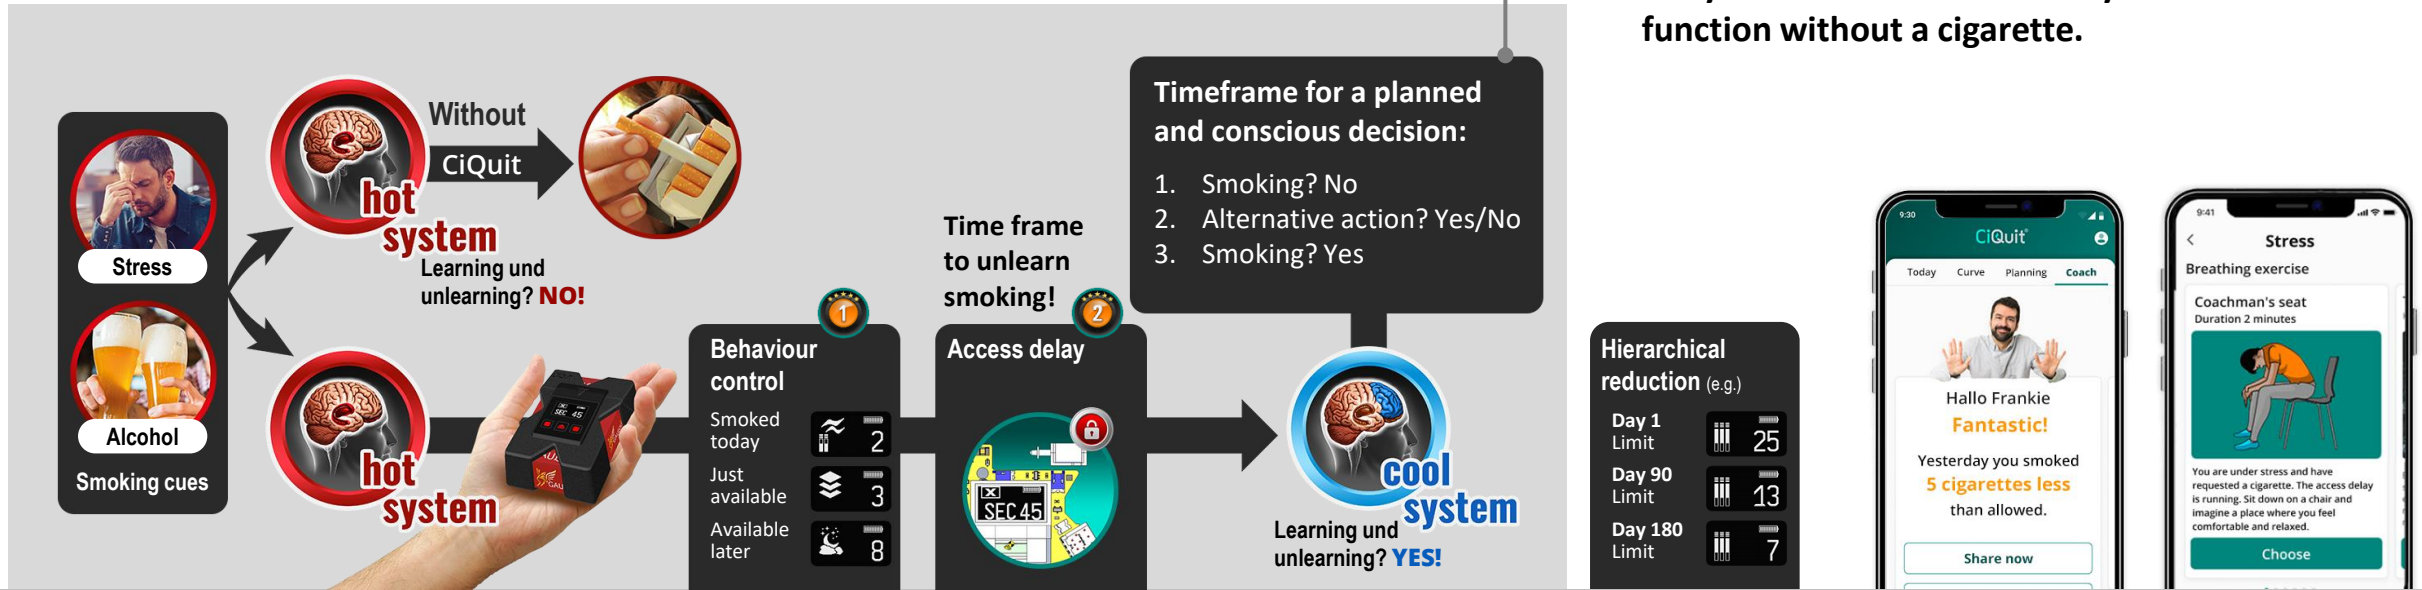 function without a cigarette.
Stress
Alcohol
Smoking cues
Without
CiQuit
hot
system
Learning und
unlearning? NO!
hot
system
SEC 45
Behaviour
control
Smoked
today
2
Just
available
3
Available
later
8
1
Time frame
to unlearn
smoking!
2
Access delay
SEC 45
Timeframe for a planned
and conscious decision:
1. Smoking? No
2. Alternative action? Yes/No
3. Smoking? Yes
cool
system
Learning und
unlearning? YES!
Hierarchical
reduction (e.g.)
Day 1
Limit
25
Day 90
Limit
13
Day 180
Limit
7
9:30
CiQuit
Today Curve Planning Coach
Hallo Frankie
Fantastic!
Yesterday you smoked
5 cigarettes less
than allowed.
Share now
9:41
Stress
Breathing exercise
Coachman's seat
Duration 2 minutes
You are under stress and have
requested a cigarette. The access delay
is running. Sit down on a chair and
imagine a place where you feel
comfortable and relaxed.
Choose